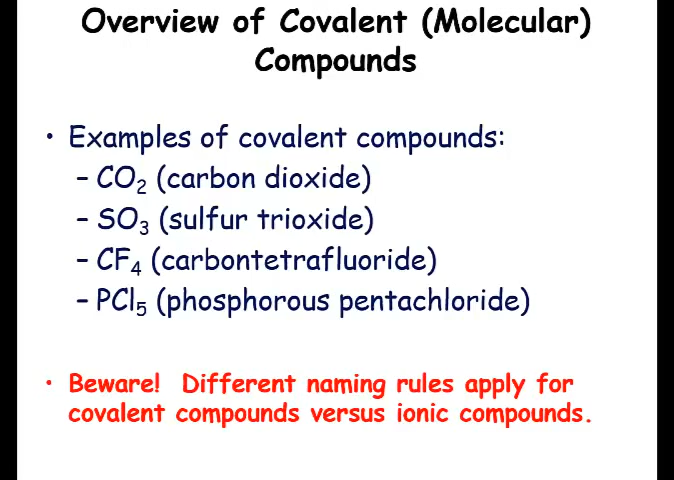 Overview of Covalent (Molecular)
Compounds
• Examples of covalent compounds:
– CO₂ (carbon dioxide)
– SO₃ (sulfur trioxide)
– CF₄ (carbontetrafluoride)
– PCl₅ (phosphorous pentachloride)
• Beware!  Different naming rules apply for
covalent compounds versus ionic compounds.